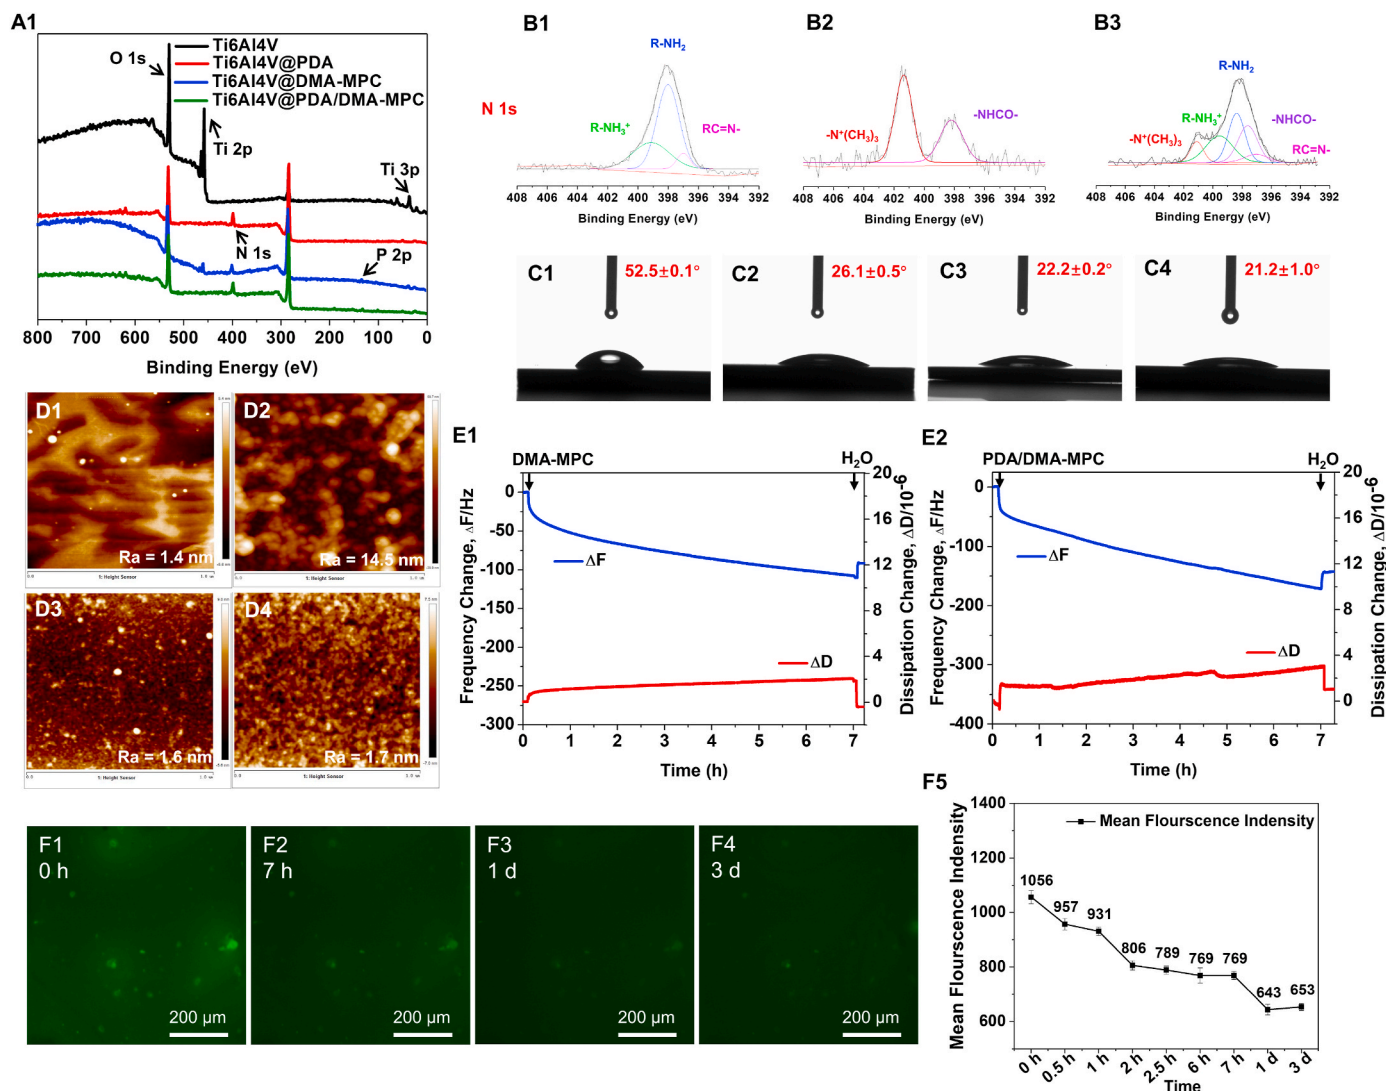 A1
Ti6Al4V
Ti6Al4V@PDA
Ti6Al4V@DMA-MPC
Ti6Al4V@PDA/DMA-MPC
O 1s
Ti 2p
Ti 3p
N 1s
P 2p
800 700 600 500 400 300 200 100 0
Binding Energy (eV)
B1
R-NH2
R-NH3+
RC=N-
N 1s
408 406 404 402 400 398 396 394 392
Binding Energy (eV)
B2
-N+(CH3)3
-NHCO-
408 406 404 402 400 398 396 394 392
Binding Energy (eV)
B3
R-NH2
R-NH3+
-NHCO-
-N+(CH3)3
RC=N-
408 406 404 402 400 398 396 394 392
Binding Energy (eV)
C1 52.5±0.1°
C2 26.1±0.5°
C3 22.2±0.2°
C4 21.2±1.0°
D1
Ra = 1.4 nm
1: Height Sensor
D2
Ra = 14.5 nm
1: Height Sensor
D3
Ra = 1.6 nm
1: Height Sensor
D4
Ra = 1.7 nm
1: Height Sensor
E1
DMA-MPC
H2O
ΔF
ΔD
0
-50
-100
-150
-200
-250
-300
Frequency Change, ΔF/Hz
20
16
12
8
4
0
Dissipation Change, ΔD/10-6
0 1 2 3 4 5 6 7
Time (h)
E2
PDA/DMA-MPC
H2O
ΔF
ΔD
0
-100
-200
-300
-400
Frequency Change, ΔF/Hz
20
16
12
8
4
0
Dissipation Change, ΔD/10-6
0 1 2 3 4 5 6 7
Time (h)
F1
0 h
200 μm
F2
7 h
200 μm
F3
1 d
200 μm
F4
3 d
200 μm
F5
Mean Flourscence Indensity
1400
1200
1000
800
600
Mean Flourscence Indensity
1056
957
931
806
789
769
769
643
653
0 h 0.5 h 1 h 2 h 2.5 h 6 h 7 h 1 d 3 d
Time